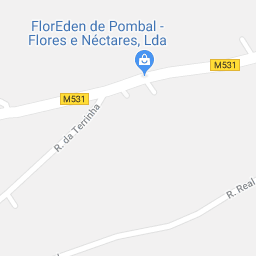 FlorEden de Pombal -
Flores e Néctares, Lda
M531
M531
R. da Terrinha
R. Real